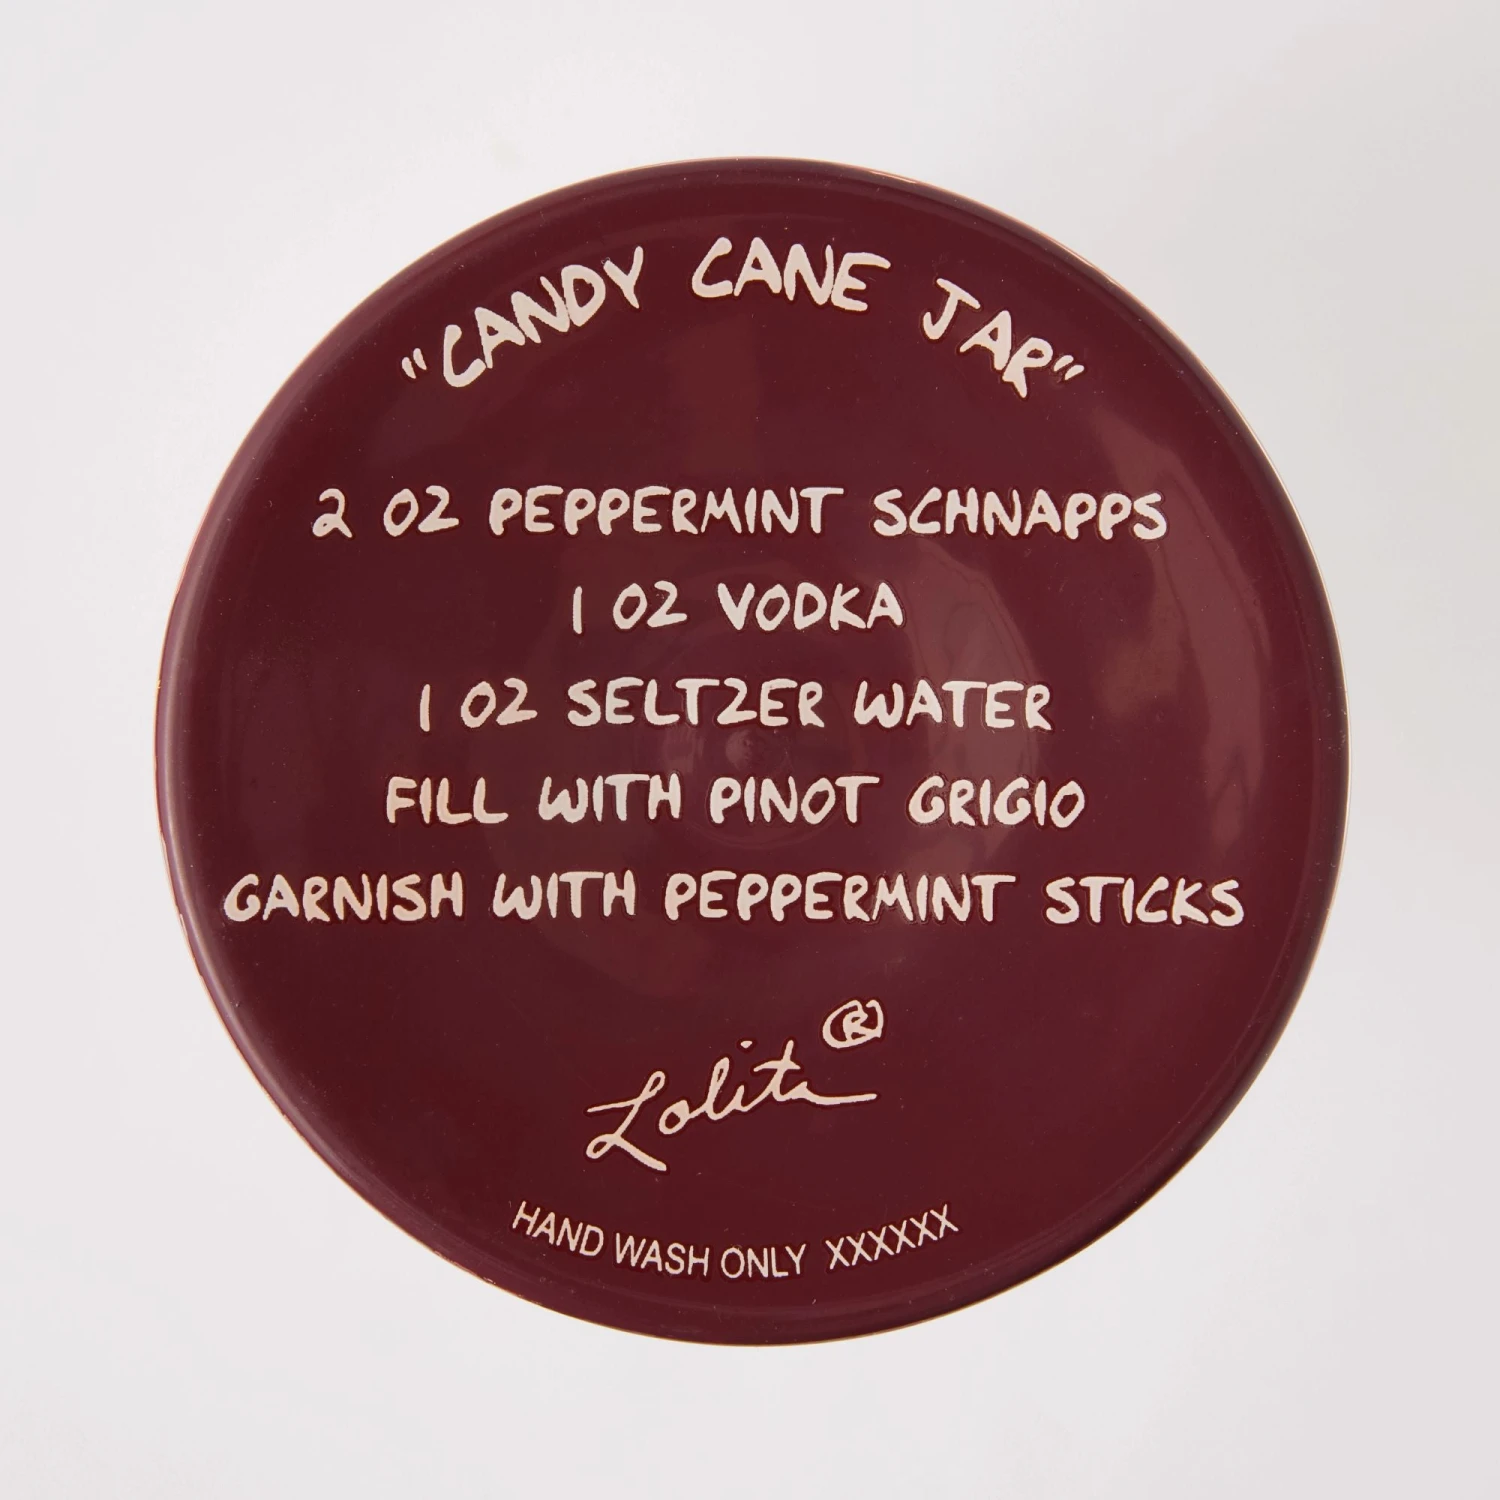 "CANDY CANE JAR"
2 OZ PEPPERMINT SCHNAPPS
1 OZ VODKA
1 OZ SELTZER WATER
FILL WITH PINOT GRIGIO
GARNISH WITH PEPPERMINT STICKS
Lolita®
HAND WASH ONLY XXXXXX